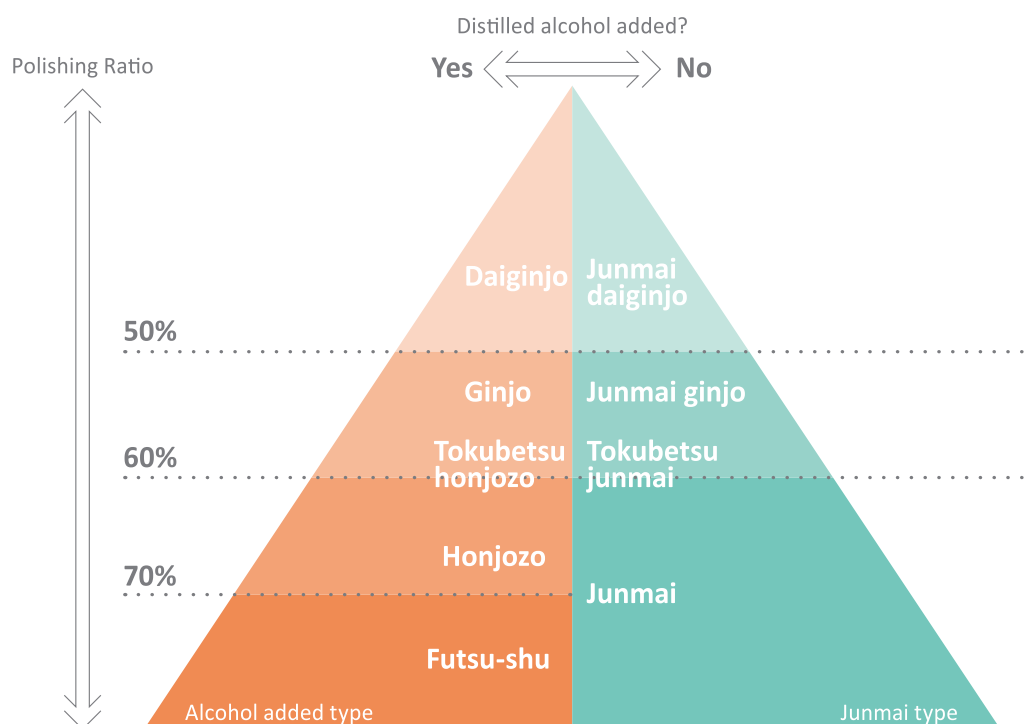 Distilled alcohol added?
Polishing Ratio
Yes
No
Daiginjo
Junmai
daiginjo
50%
Ginjo
Junmai ginjo
60%
Tokubetsu
honjozo
Tokubetsu
junmai
Honjozo
70%
Junmai
Futsu-shu
Alcohol added type
Junmai type